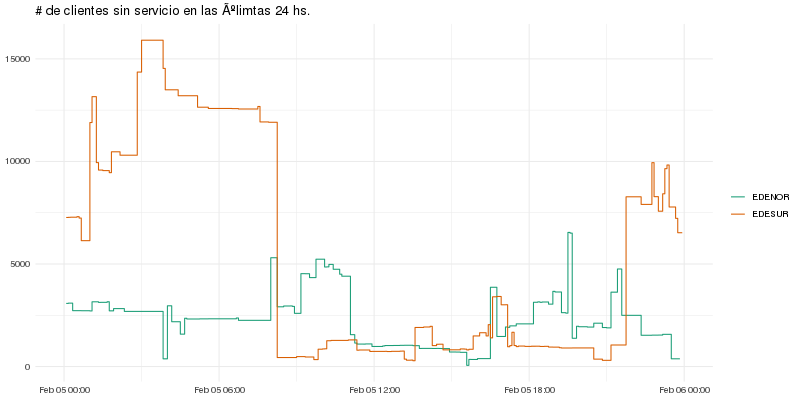 # de clientes sin servicio en las Ãºlimtas 24 hs.
15000
10000
5000
0
Feb 05 00:00
Feb 05 06:00
Feb 05 12:00
Feb 05 18:00
Feb 06 00:00
EDENOR
EDESUR